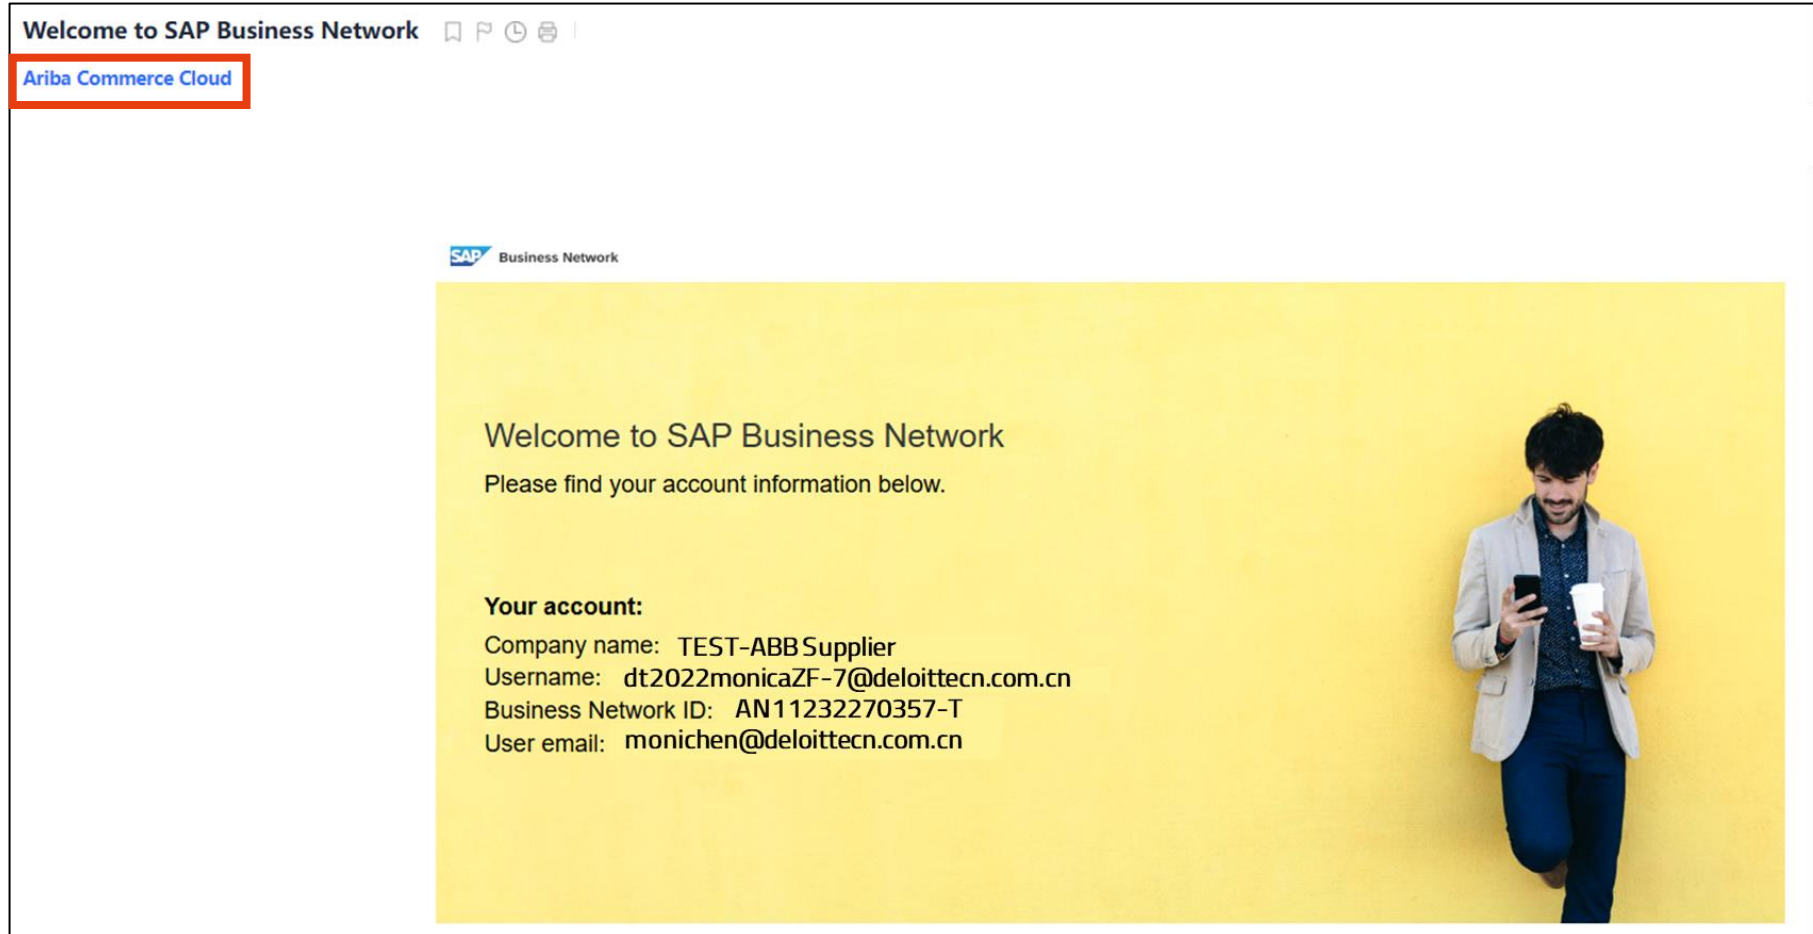 Welcome to SAP Business Network
Ariba Commerce Cloud
SAP Business Network
Welcome to SAP Business Network
Please find your account information below.
Your account:
Company name: TEST-ABB Supplier
Username: dt2022monicaZF-7@deloittecn.com.cn
Business Network ID: AN11232270357-T
User email: monichen@deloittecn.com.cn